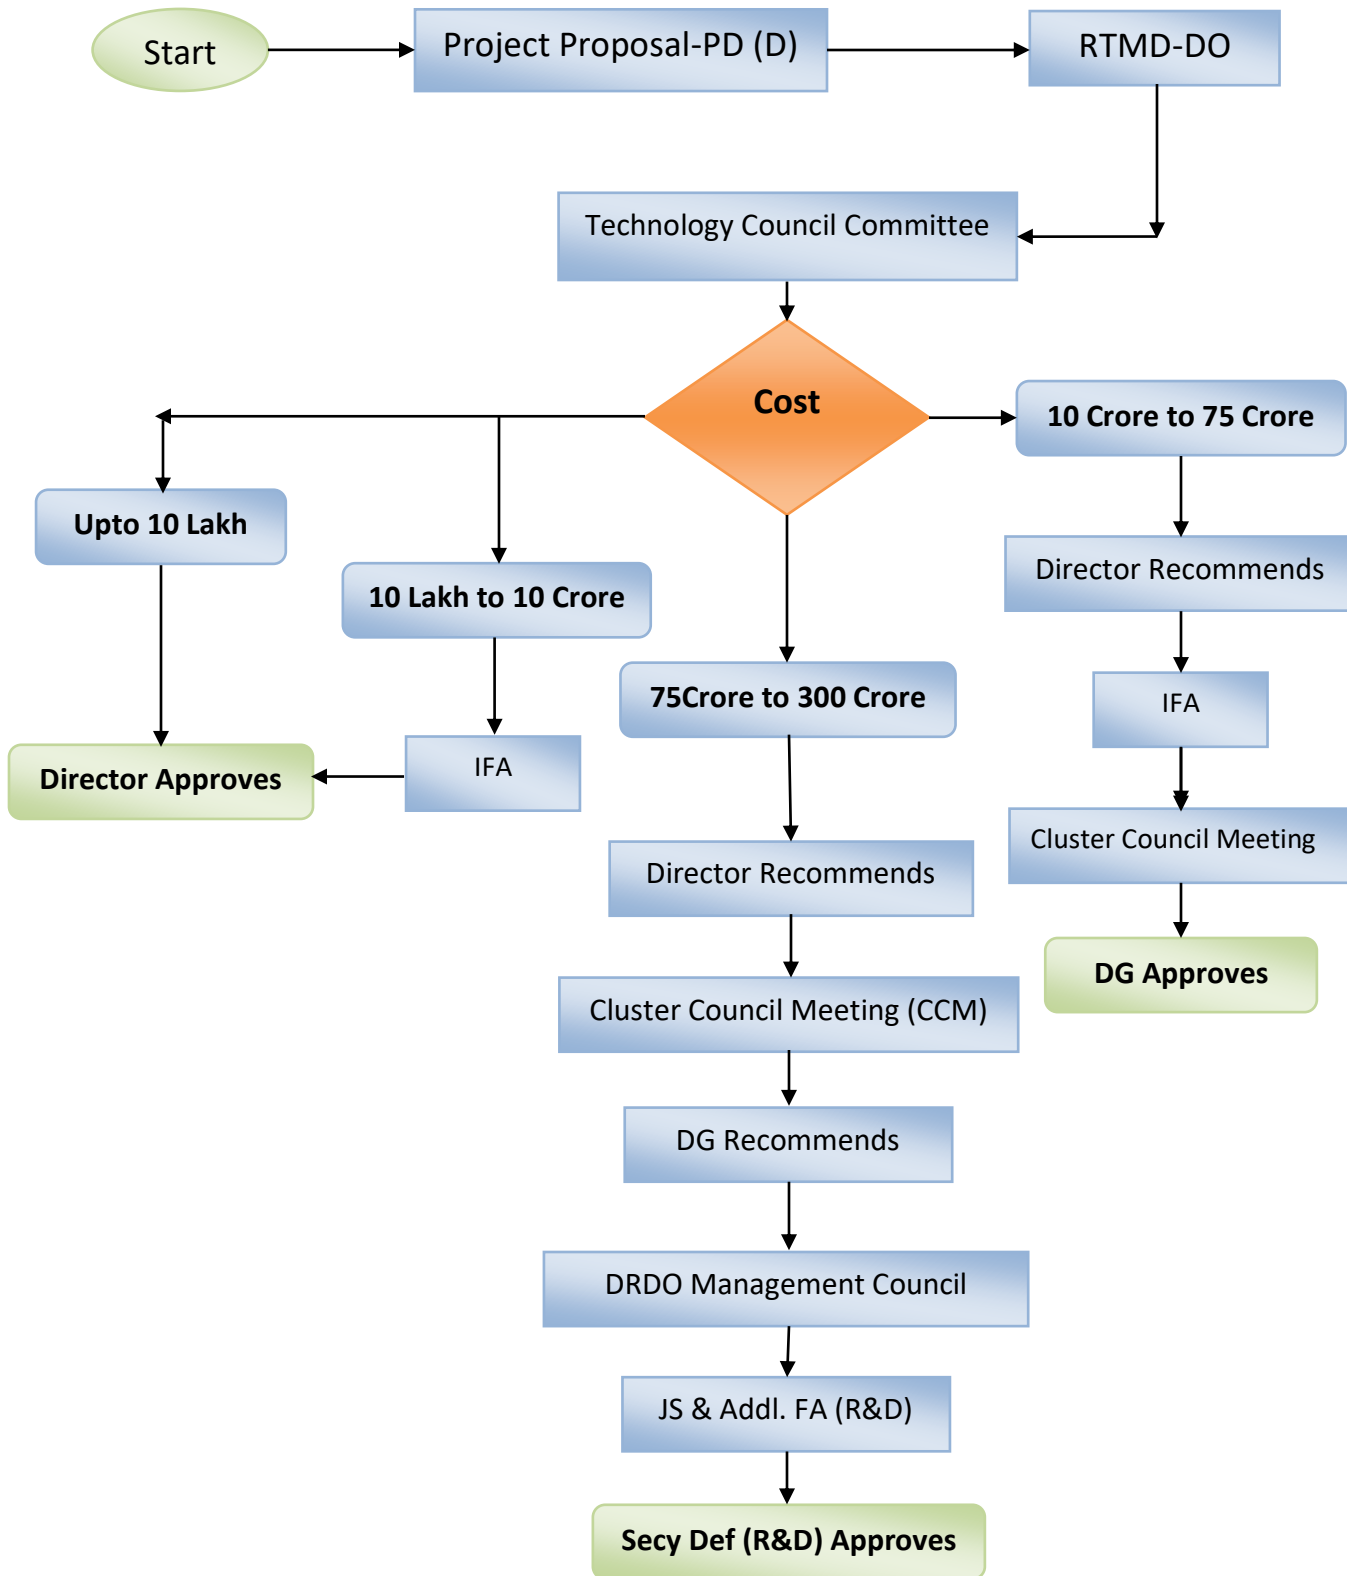 Start
Project Proposal-PD (D)
RTMD-DO
Technology Council Committee
Cost
10 Crore to 75 Crore
Upto 10 Lakh
Director Recommends
10 Lakh to 10 Crore
75Crore to 300 Crore
IFA
Director Approves
IFA
Cluster Council Meeting
Director Recommends
DG Approves
Cluster Council Meeting (CCM)
DG Recommends
DRDO Management Council
JS & Addl. FA (R&D)
Secy Def (R&D) Approves